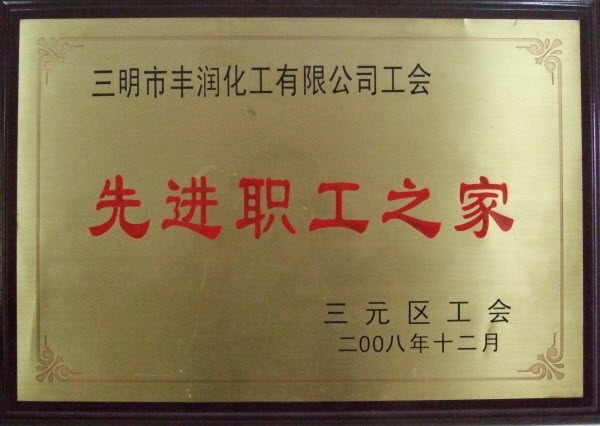 三明市丰润化工有限公司工会
先进职工之家
三元区工会
二00八年十二月